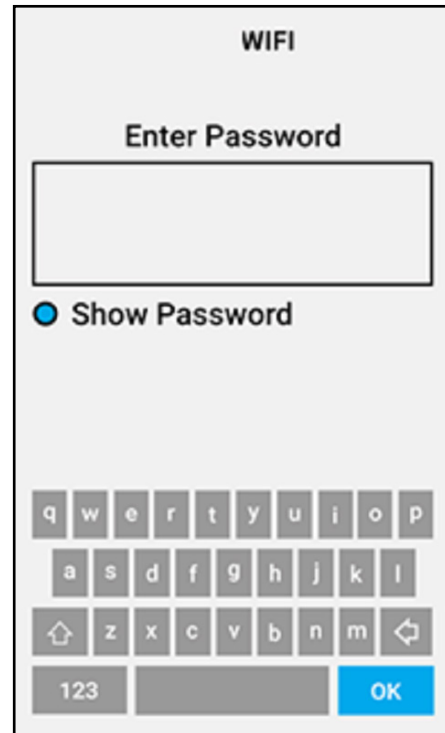 WIFI
Enter Password
Show Password
q w e r t y u i o p
a s d f g h j k l
z x c v b n m
123 OK